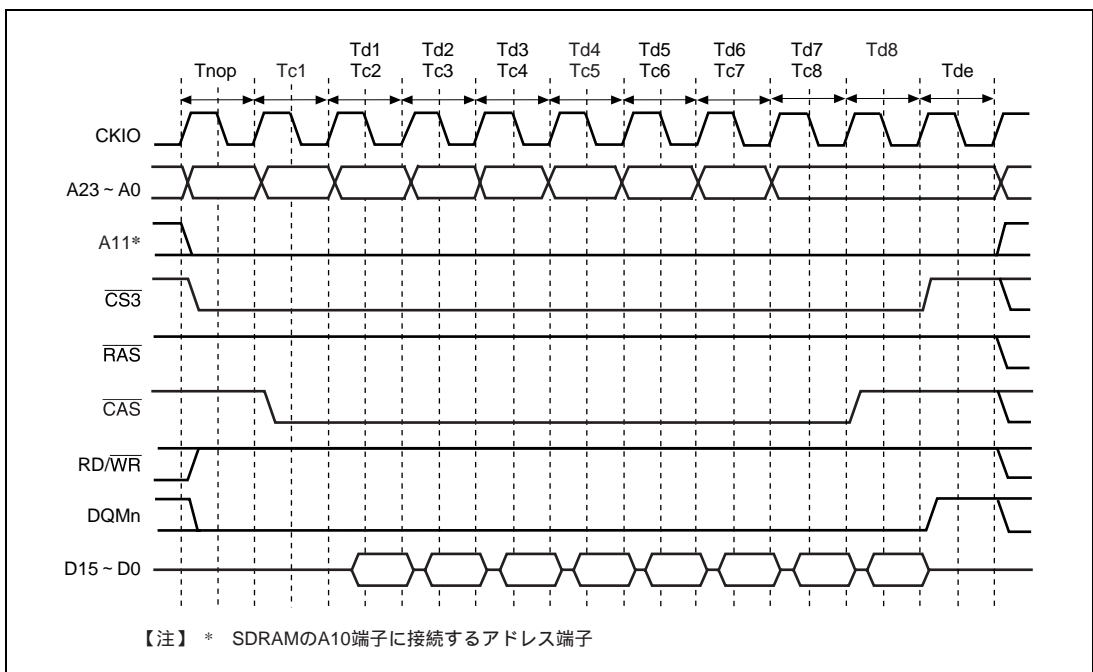 Td1 Td2 Td3 Td4 Td5 Td6 Td7 Td8
Tnop Tc1 Tc2 Tc3 Tc4 Tc5 Tc6 Tc7 Tc8 Tde
CKIO
A23 ~ A0
A11*
CS3
RAS
CAS
RD/WR
DQMn
D15 ~ D0
【注】 * SDRAMのA10端子に接続するアドレス端子